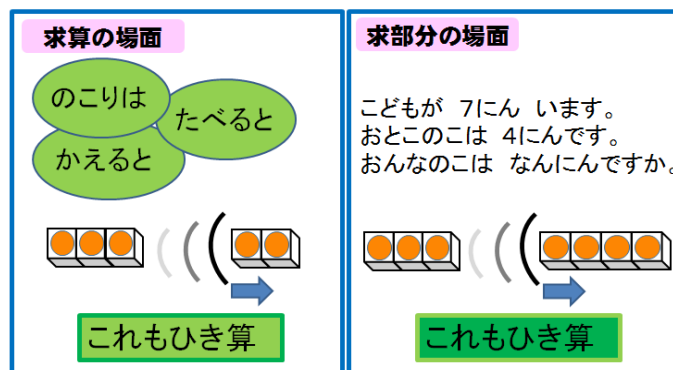 求算の場面
のこりは
たべると
かえると
これもひき算
求部分の場面
こどもが 7にん います。
おとこのこは 4にんです。
おんなのこは なんにんですか。
これもひき算